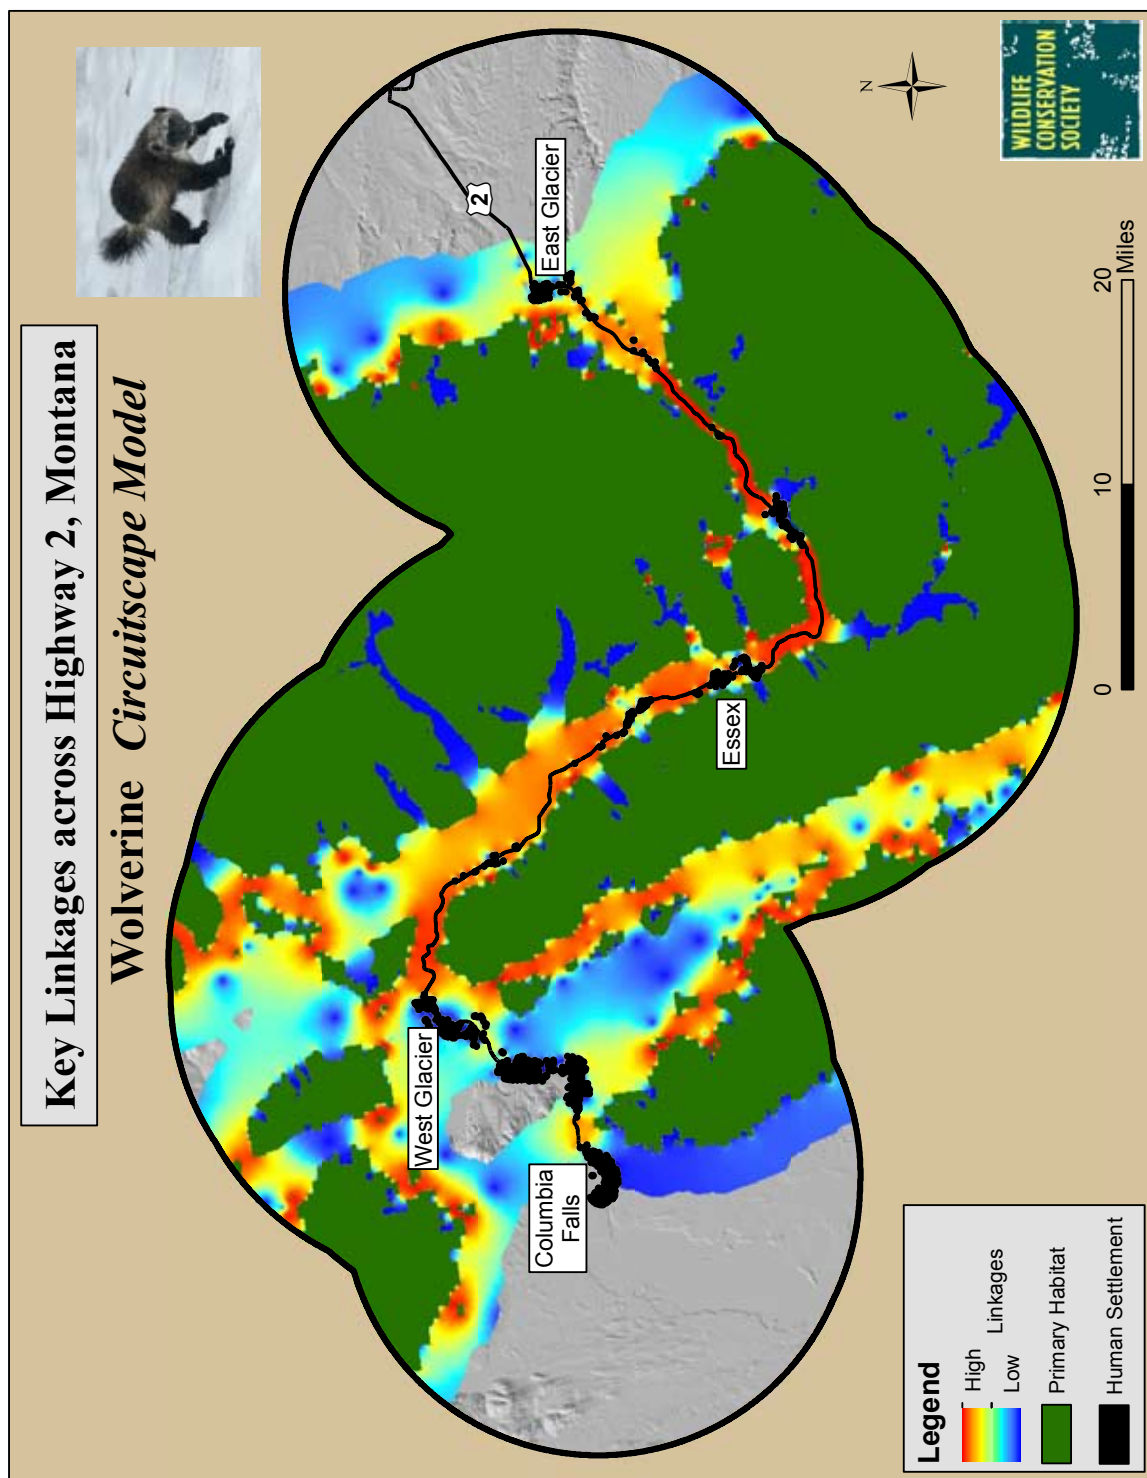 Key Linkages across Highway 2, Montana
Wolverine Circuitscape Model
2
East Glacier
West Glacier
Essex
Columbia
Falls
N
WILDLIFE
CONSERVATION
SOCIETY
Legend
High
Linkages
Low
Primary Habitat
Human Settlement
0 10 20
Miles